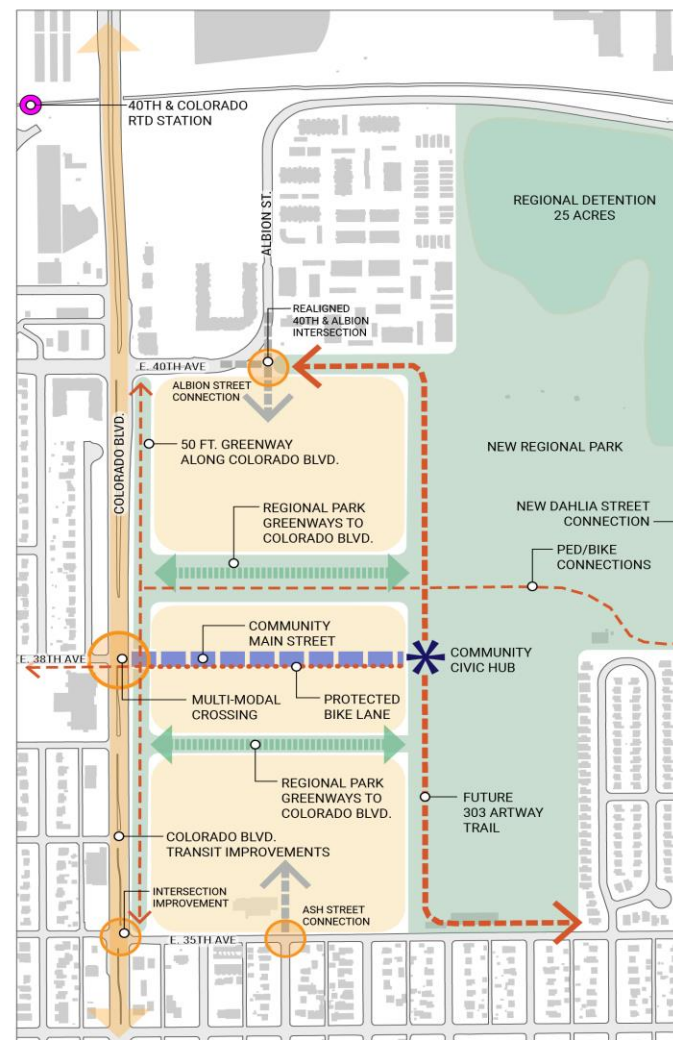 40TH & COLORADO
RTD STATION
ALBION ST.
REGIONAL DETENTION
25 ACRES
REALIGNED
40TH & ALBION
INTERSECTION
E. 40TH AVE
ALBION STREET
CONNECTION
COLORADO BLVD.
50 FT. GREENWAY
ALONG COLORADO BLVD.
NEW REGIONAL PARK
REGIONAL PARK
GREENWAYS TO
COLORADO BLVD.
NEW DAHLIA STREET
CONNECTION
PED/BIKE
CONNECTIONS
COMMUNITY
MAIN STREET
E. 38TH AVE
COMMUNITY
CIVIC HUB
MULTI-MODAL
CROSSING
PROTECTED
BIKE LANE
REGIONAL PARK
GREENWAYS TO
COLORADO BLVD.
FUTURE
303 ARTWAY
TRAIL
COLORADO BLVD.
TRANSIT IMPROVEMENTS
INTERSECTION
IMPROVEMENT
ASH STREET
CONNECTION
E. 35TH AVE